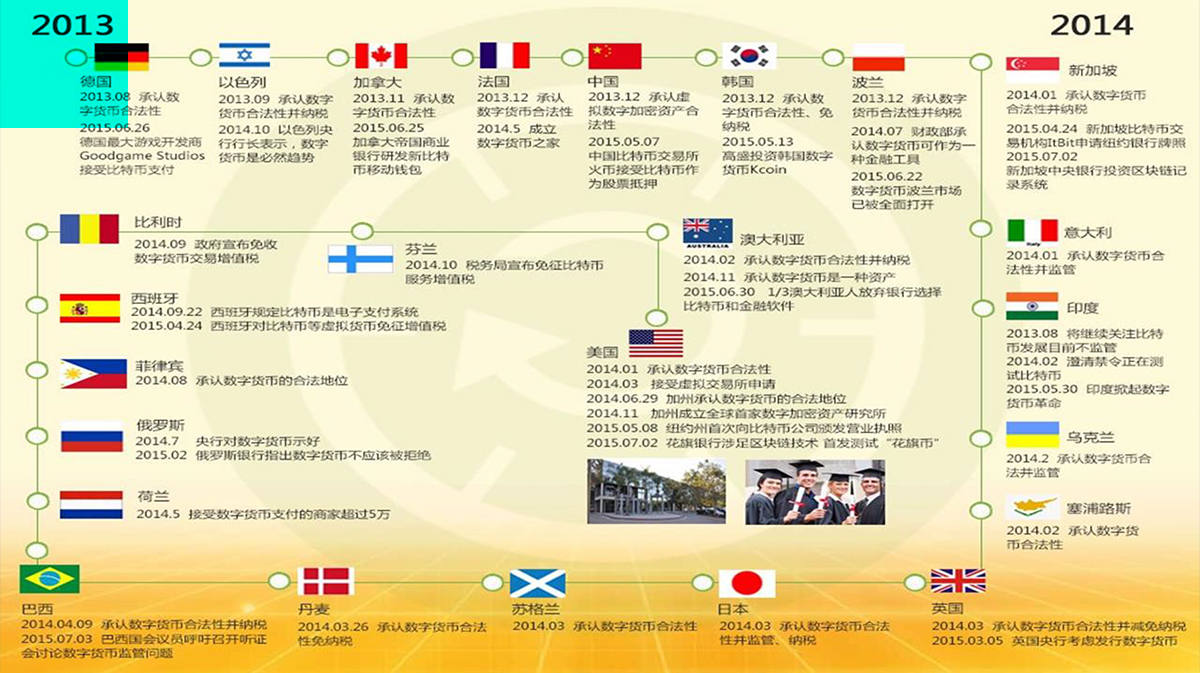 2013
2014
德国
2013.08 承认数
字货币合法性
2015.06.26
德国最大游戏开发商
Goodgame Studios
接受比特币支付
以色列
2013.09 承认数字
货币合法性并纳税
2014.10 以色列央
行行长表示，数字
货币是必然趋势
加拿大
2013.11 承认数
字货币合法性
2015.06.25
加拿大帝国商业
银行研发新比特
币移动钱包
法国
2013.12 承认
数字货币合法性
2014.5 成立
数字货币之家
中国
2013.12 承认虚
拟数字加密资产合
法性
2015.05.07
中国比特币交易所
火币接受比特币作
为股票抵押
韩国
2013.12 承认数
字货币合法性、免
纳税
2015.05.13
高盛投资韩国数字
货币Kcoin
波兰
2013.12 承认数字
货币合法性并纳税
2014.07 财政部承
认数字货币可作为一
种金融工具
2015.06.22
数字货币波兰市场
已被全面打开
新加坡
2014.01 承认数字货币
合法性并纳税
2015.04.24 新加坡比特币交
易机构ItBit申请纽约银行牌照
2015.07.02
新加坡中央银行投资区块链记
录系统
比利时
2014.09 政府宣布免收
数字货币交易增值税
芬兰
2014.10 税务局宣布免征比特币
服务增值税
AUSTRALIA
澳大利亚
2014.02 承认数字货币合法性并纳税
2014.11 承认数字货币是一种资产
2015.06.30 1/3澳大利亚人放弃银行选择
比特币和金融软件
Italy
意大利
2014.01 承认数字货币合
法性并监管
西班牙
2014.09.22 西班牙规定比特币是电子支付系统
2015.04.24 西班牙对比特币等虚拟货币免征增值税
印度
2013.08 将继续关注比特
币发展目前不监管
2014.02 澄清禁令正在测
试比特币
2015.05.30 印度掀起数字
货币革命
美国
2014.01 承认数字货币合法性
2014.03 接受虚拟交易所申请
2014.06.29 加州承认数字货币的合法地位
2014.11 加州成立全球首家数字加密资产研究所
2015.05.08 纽约州首次向比特币公司颁发营业执照
2015.07.02 花旗银行涉足区块链技术 首发测试“花旗币”
菲律宾
2014.08 承认数字货币的合法地位
俄罗斯
2014.7 央行对数字货币示好
2015.02 俄罗斯银行指出数字货币不应该被拒绝
乌克兰
2014.2 承认数字货币合
法并监管
荷兰
2014.5 接受数字货币支付的商家超过5万
塞浦路斯
2014.02 承认数字货
币合法性
巴西
2014.04.09 承认数字货币合法性并纳税
2015.07.03 巴西国会议员呼吁召开听证
会讨论数字货币监管问题
丹麦
2014.03.26 承认数字货币合法
性免纳税
苏格兰
2014.03 承认数字货币合法性
日本
2014.03 承认数字货币合法
性并监管、纳税
英国
2014.03 承认数字货币合法性并减免纳税
2015.03.05 英国央行考虑发行数字货币